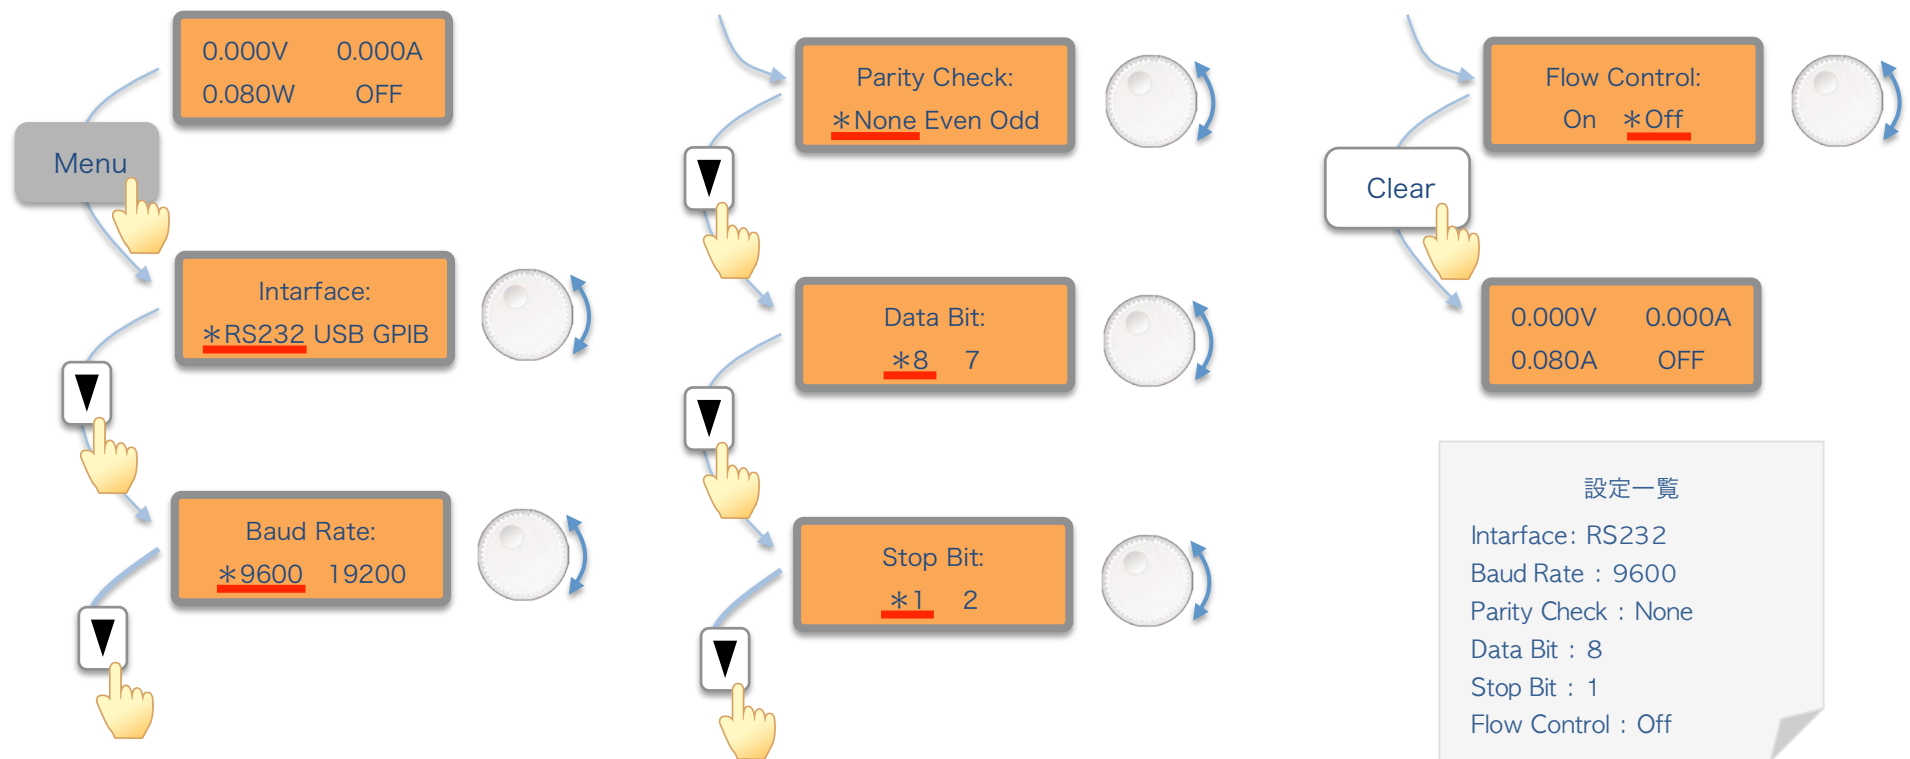 0.000V 0.000A
0.080W OFF
Menu
Intarface:
*RS232 USB GPIB
▼
Baud Rate:
*9600 19200
▼
Parity Check:
*None Even Odd
▼
Data Bit:
*8 7
▼
Stop Bit:
*1 2
▼
Flow Control:
On *Off
Clear
0.000V 0.000A
0.080A OFF
設定一覧
Intarface: RS232
Baud Rate : 9600
Parity Check : None
Data Bit : 8
Stop Bit : 1
Flow Control : Off